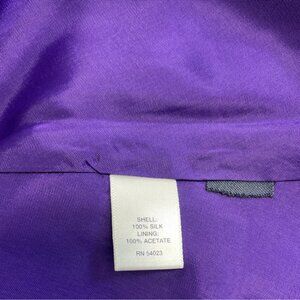 SHELL:
100% SILK
LINING:
100% ACETATE
RN 54023